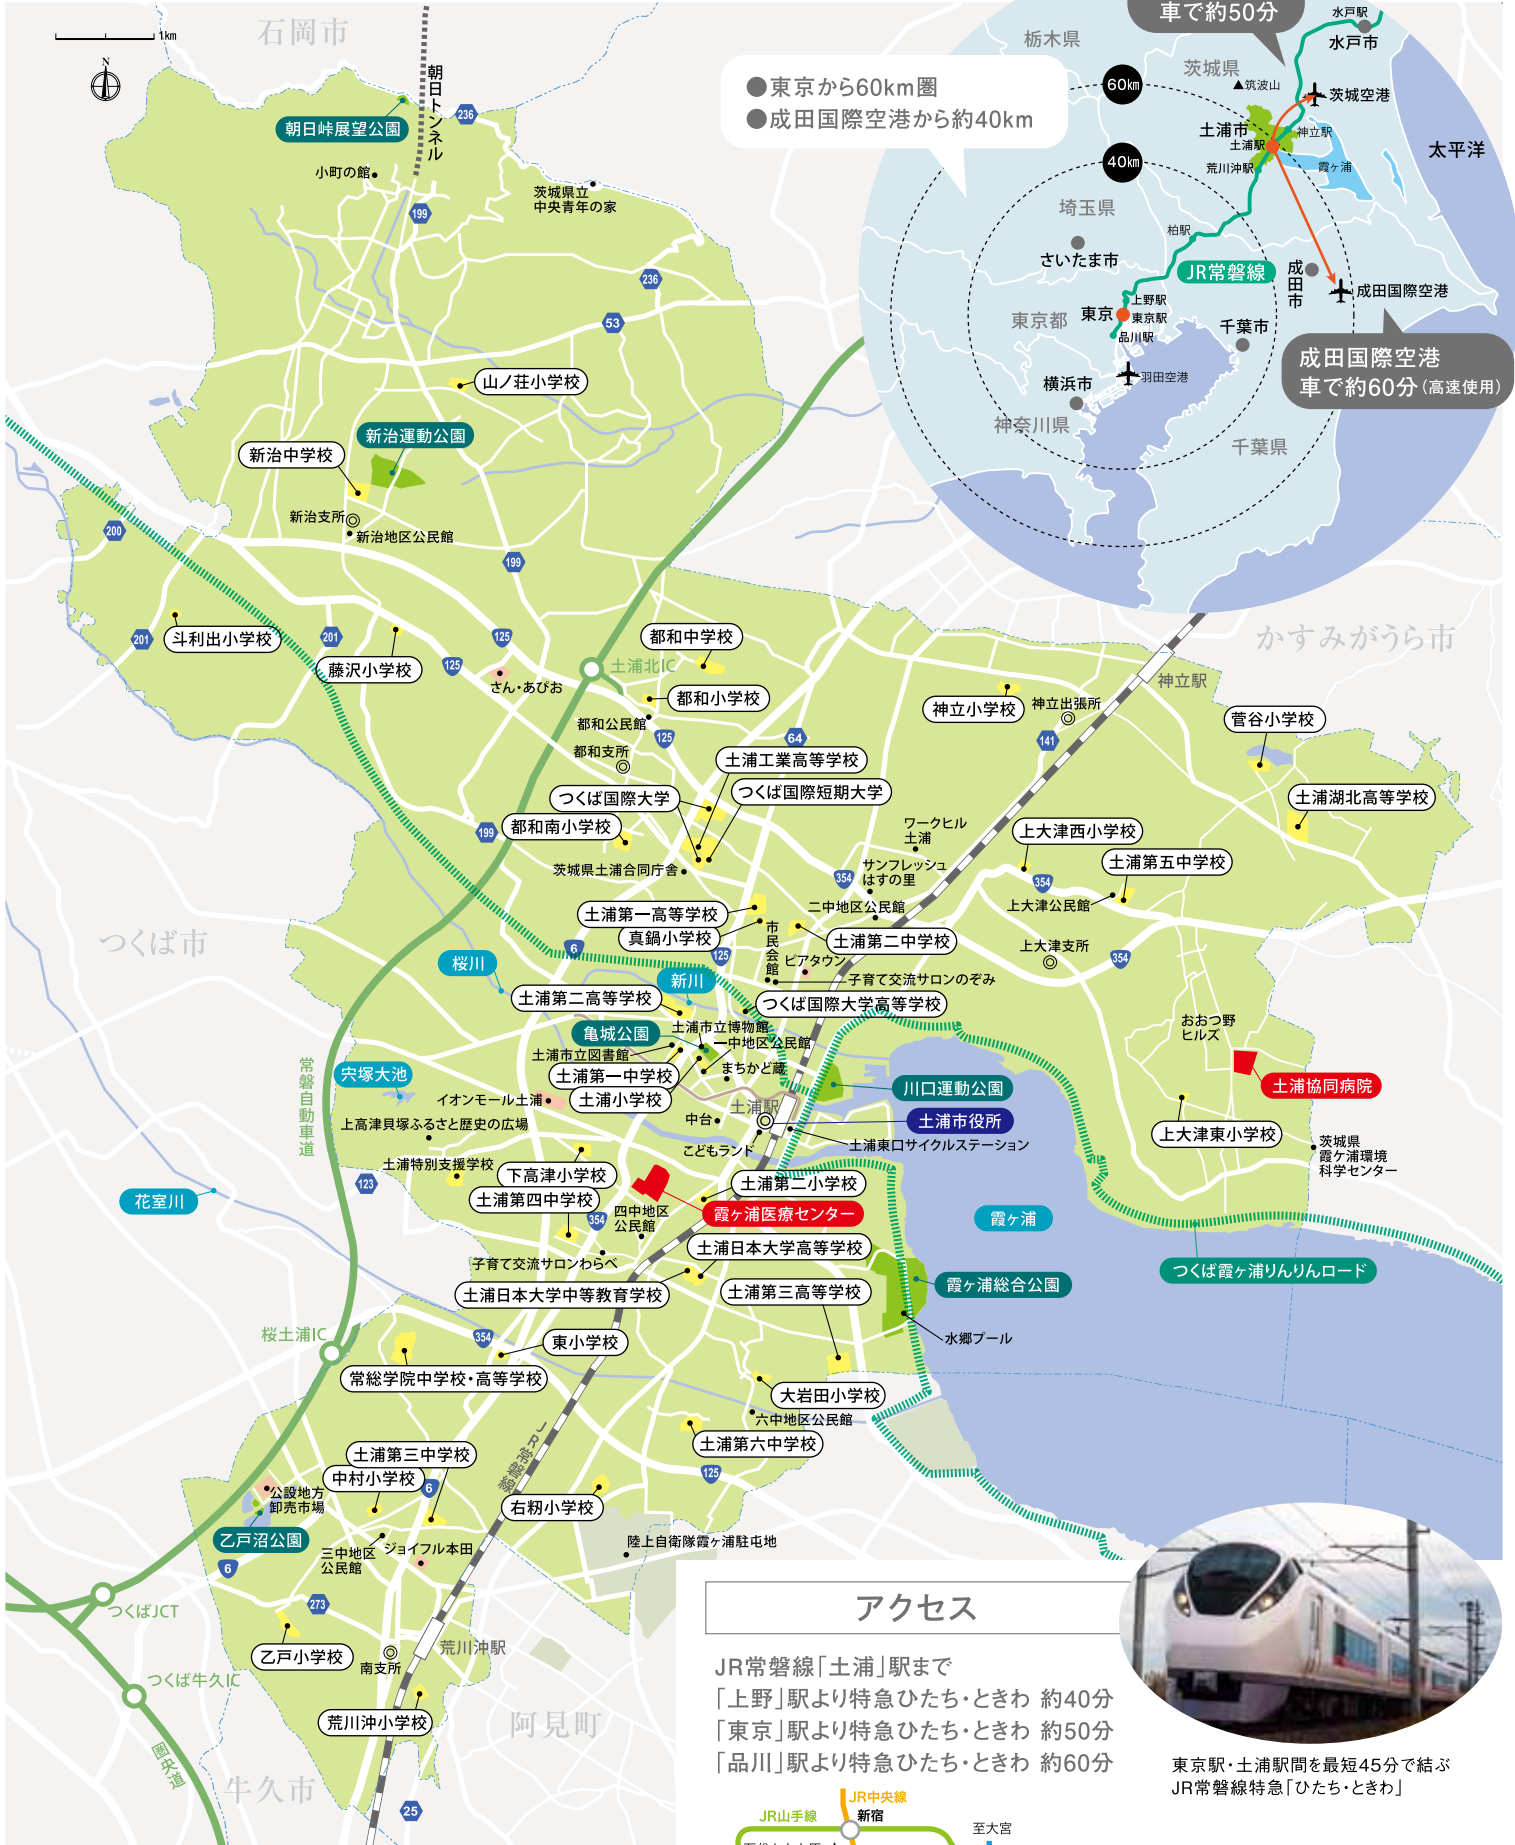 1km
N
石岡市
朝日トンネル
朝日峠展望公園
236
小町の館
199
茨城県立
中央青年の家
236
53
山ノ荘小学校
新治運動公園
新治中学校
新治支所
新治地区公民館
200
199
201
斗利出小学校
201
藤沢小学校
125
125
さん・あぴお
土浦北IC
都和中学校
都和小学校
都和公民館
125
都和支所
64
土浦工業高等学校
つくば国際大学
つくば国際短期大学
都和南小学校
199
茨城県土浦合同庁舎
神立小学校
神立出張所
141
神立駅
かすみがうら市
菅谷小学校
土浦湖北高等学校
ワークヒル
土浦
サンフレッシュ
はすの里
354
二中地区公民館
上大津西小学校
354
土浦第五中学校
上大津公民館
上大津支所
354
土浦第一高等学校
真鍋小学校
市民会館
125
土浦第二中学校
ピアタウン
子育て交流サロンのぞみ
つくば市
6
桜川
新川
土浦第二高等学校
つくば国際大学高等学校
亀城公園
土浦市立博物館
一中地区公民館
土浦市立図書館
まちかど蔵
土浦第一中学校
土浦小学校
宍塚大池
常磐自動車道
イオンモール土浦
上高津貝塚ふるさと歴史の広場
中台
土浦駅
こどもランド
川口運動公園
土浦市役所
土浦東口サイクルステーション
おおつ野
ヒルズ
土浦協同病院
上大津東小学校
茨城県
霞ヶ浦環境
科学センター
土浦特別支援学校
123
下高津小学校
土浦第四中学校
354
四中地区
公民館
土浦第二小学校
霞ヶ浦医療センター
花室川
霞ヶ浦
つくば霞ヶ浦りんりんロード
子育て交流サロンわらべ
土浦日本大学高等学校
土浦日本大学中等教育学校
土浦第三高等学校
霞ヶ浦総合公園
水郷プール
桜土浦IC
354
東小学校
常総学院中学校・高等学校
大岩田小学校
六中地区公民館
土浦第六中学校
125
JR常磐線
土浦第三中学校
中村小学校
6
公設地方
卸売市場
乙戸沼公園
6
三中地区
公民館
ジョイフル本田
右籾小学校
陸上自衛隊霞ヶ浦駐屯地
つくばJCT
273
乙戸小学校
南支所
荒川沖駅
つくば牛久IC
荒川沖小学校
阿見町
圏央道
牛久市
25
車で約50分
●東京から60km圏
●成田国際空港から約40km
栃木県
水戸駅
水戸市
茨城県
▲筑波山
60km
茨城空港
土浦市
土浦駅
神立駅
荒川沖駅
霞ヶ浦
太平洋
40km
埼玉県
さいたま市
柏駅
JR常磐線
成田市
成田国際空港
東京都
東京
上野駅
東京駅
品川駅
千葉市
横浜市
羽田空港
神奈川県
千葉県
成田国際空港
車で約60分(高速使用)
アクセス
JR常磐線「土浦」駅まで
「上野」駅より特急ひたち・ときわ 約40分
「東京」駅より特急ひたち・ときわ 約50分
「品川」駅より特急ひたち・ときわ 約60分
東京駅・土浦駅間を最短45分で結ぶ
JR常磐線特急「ひたち・ときわ」
JR中央線
JR山手線
新宿
至大宮